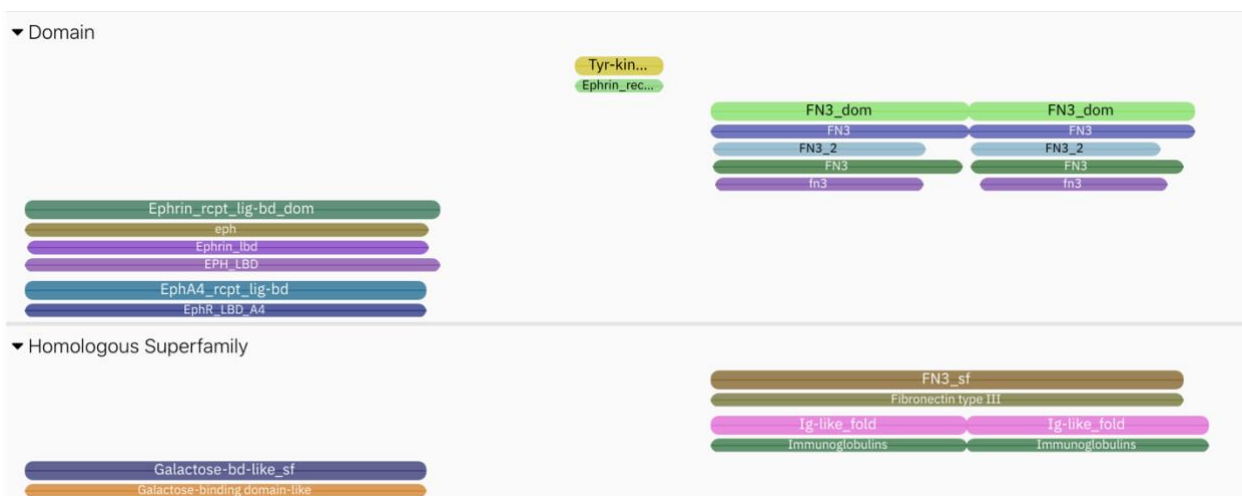 Domain
Tyr-kin...
Ephrin_rec...
FN3_dom FN3_dom
FN3 FN3
FN3_2 FN3_2
FN3 FN3
fn3 fn3
Ephrin_rcpt_lig-bd_dom
eph
Ephrin_lbd
EPH_LBD
EphA4_rcpt_lig-bd
EphR_LBD_A4
Homologous Superfamily
FN3_sf
Fibronectin type III
Ig-like_fold Ig-like_fold
Immunoglobulins Immunoglobulins
Galactose-bd-like_sf
Galactose-binding domain-like